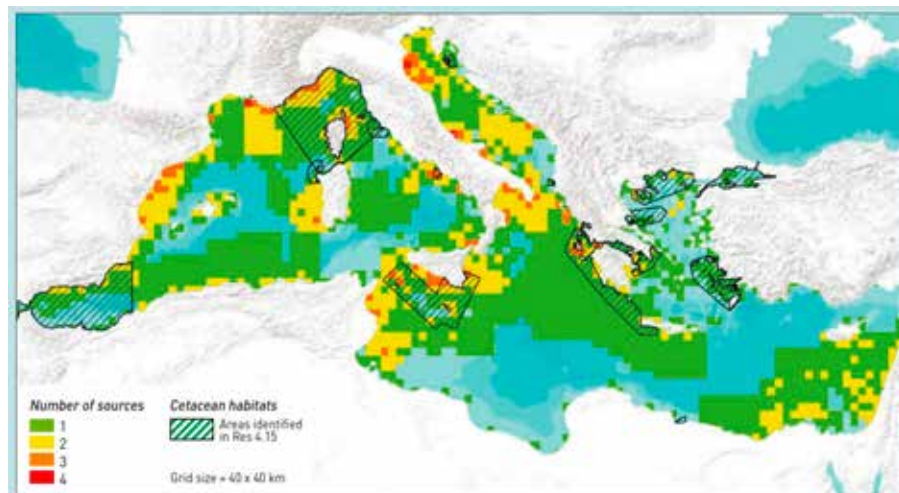 Number of sources
1
2
3
4
Cetacean habitats
Areas identified
in Res 4.15
Grid size = 40 x 40 km